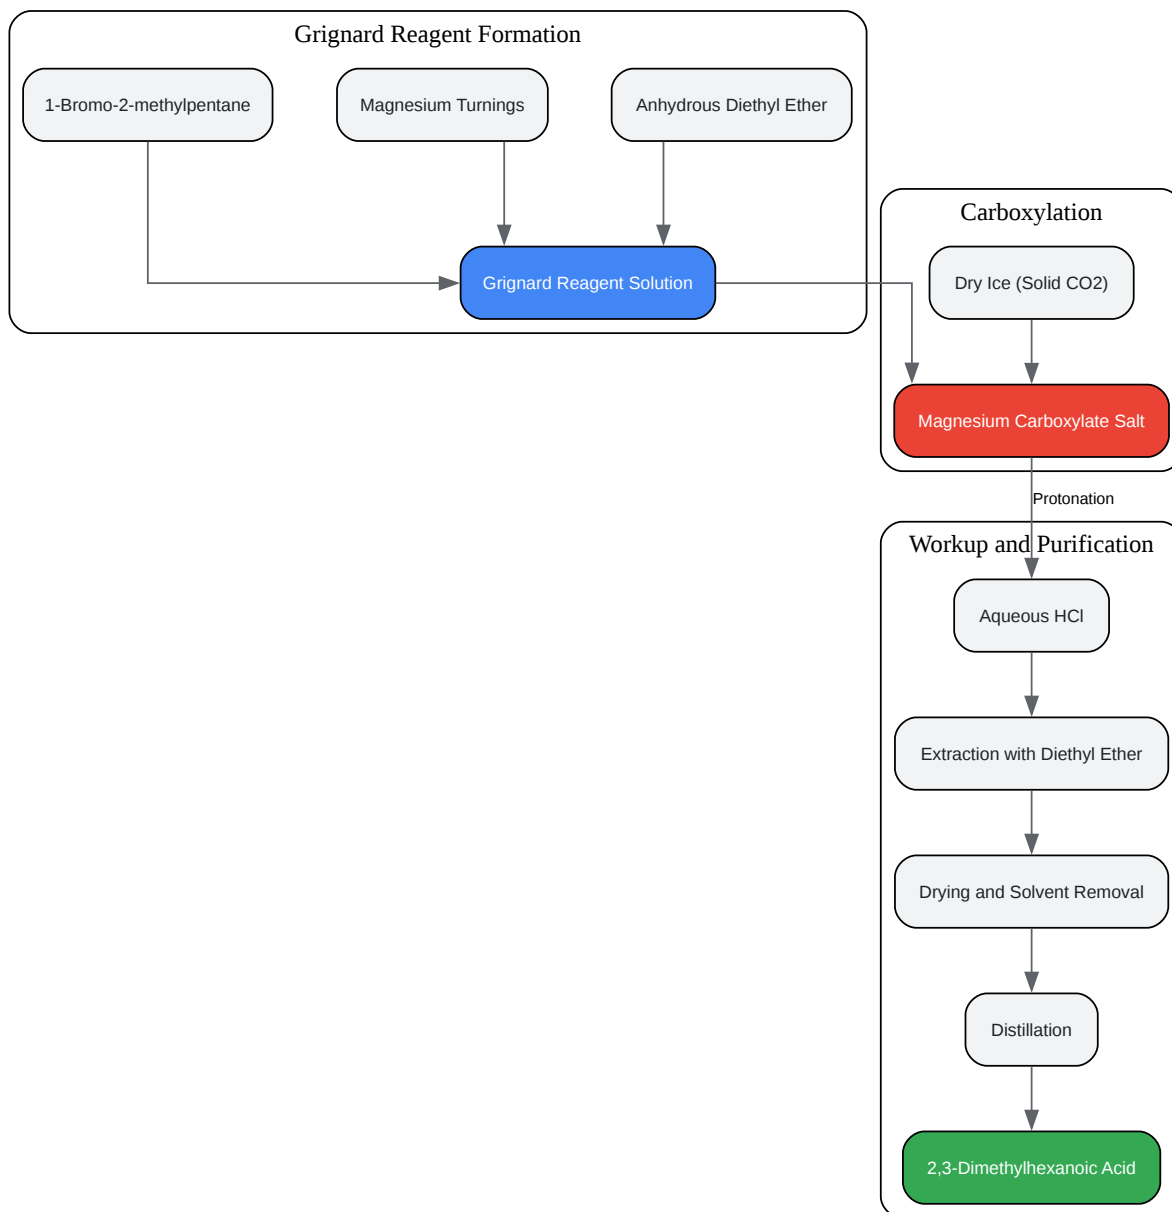 Grignard Reagent Formation
1-Bromo-2-methylpentane
Magnesium Turnings
Anhydrous Diethyl Ether
Grignard Reagent Solution
Carboxylation
Dry Ice (Solid CO2)
Magnesium Carboxylate Salt
Protonation
Workup and Purification
Aqueous HCl
Extraction with Diethyl Ether
Drying and Solvent Removal
Distillation
2,3-Dimethylhexanoic Acid